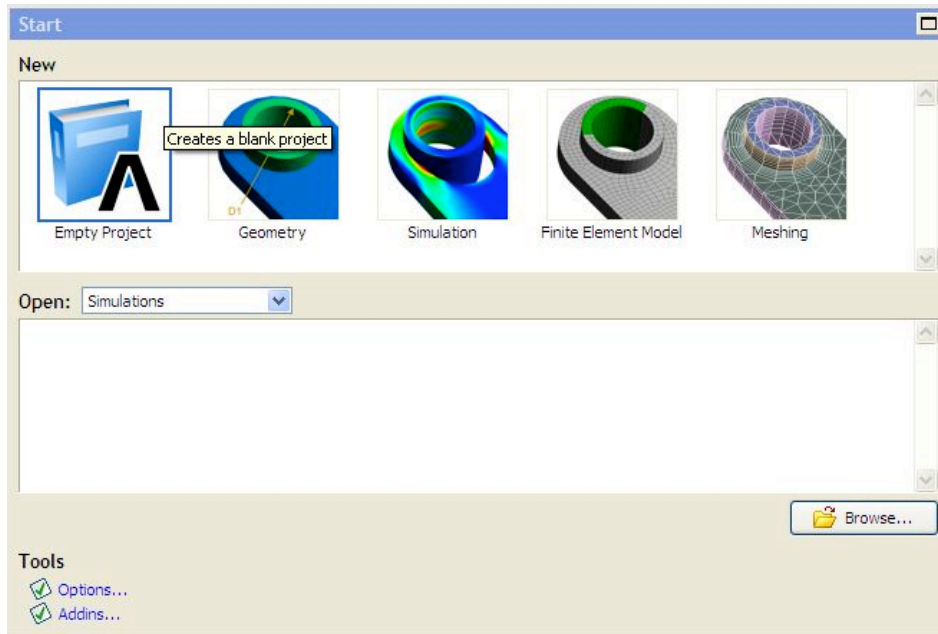 Start
New
Creates a blank project
D1
Empty Project
Geometry
Simulation
Finite Element Model
Meshing
Open: Simulations
Browse...
Tools
Options...
Addins...